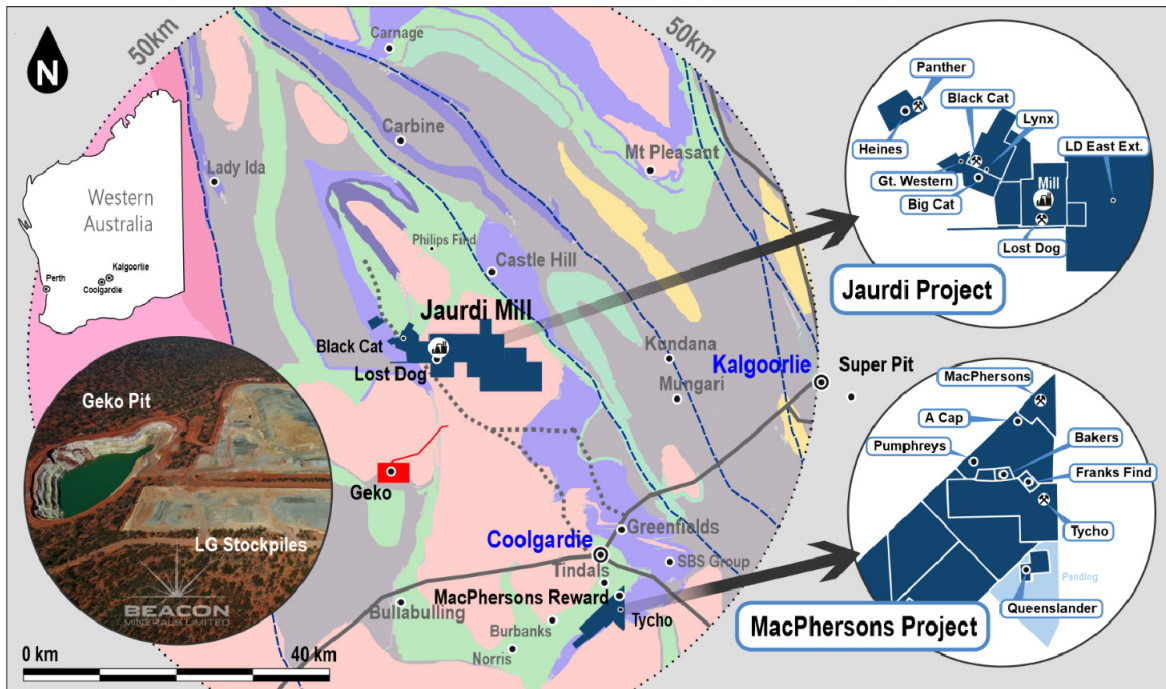 50km
50km
N
Carnage
Carbine
Mt Pleasant
Lady Ida
Western
Australia
Kalgoorlie
Perth
Coolgardie
Philips Find
Castle Hill
Jaurdi Mill
Black Cat
Lost Dog
Kundana
Mungari
Kalgoorlie
Super Pit
Geko
Greenfields
Coolgardie
Tindals
SBS Group
MacPhersons Reward
Bullabulling
Burbanks
Tycho
Norris
Geko Pit
LG Stockpiles
BEACON
MINERALS LIMITED
0 km
40 km
Panther
Black Cat
Lynx
LD East Ext.
Heines
Gt. Western
Mill
Big Cat
Lost Dog
Jaurdi Project
MacPhersons
A Cap
Bakers
Pumphreys
Franks Find
Tycho
Pending
Queenslander
MacPhersons Project